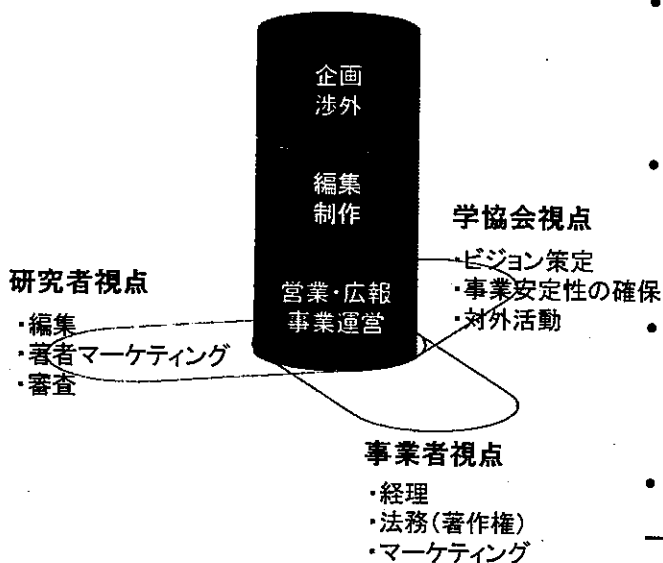 企画
渉外
編集
制作
営業・広報
事業運営
学協会視点
・ビジョン策定
・事業安定性の確保
・対外活動
研究者視点
・編集
・著者マーケティング
・審査
事業者視点
・経理
・法務(著作権)
・マーケティング